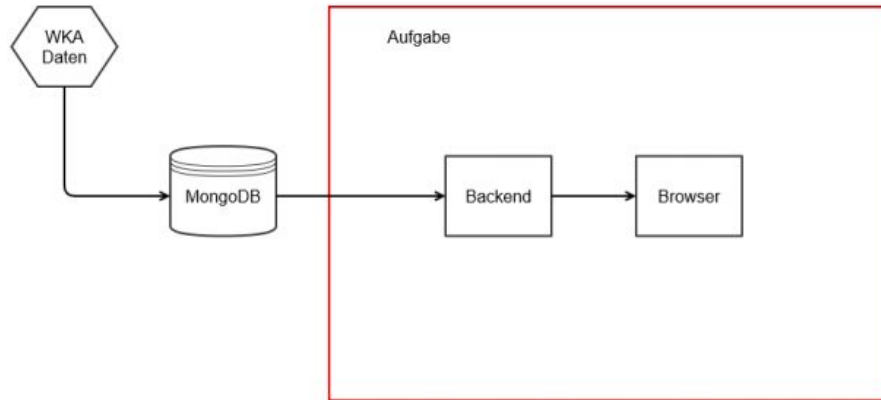 WKA
Daten
Aufgabe
MongoDB
Backend
Browser